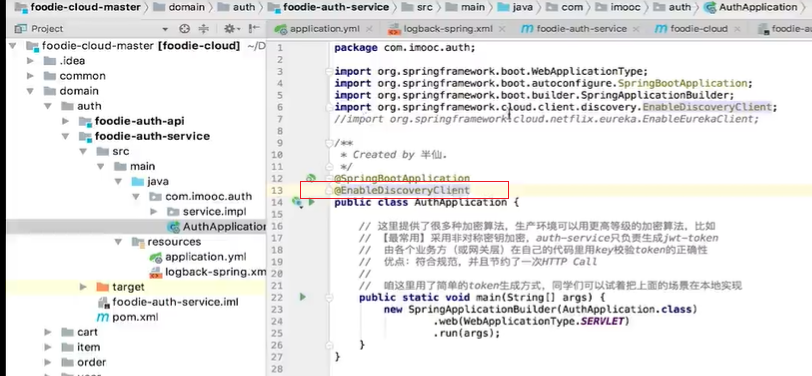 foodie-cloud-master domain auth foodie-auth-service src main java com imooc auth AuthApplication
Project application.yml logback-spring.xml foodie-auth-service foodie-cloud
foodie-cloud-master [foodie-cloud]
.idea
common
domain
auth
foodie-auth-api
foodie-auth-service
src
main
java
com.imooc.auth
service.impl
AuthApplication
resources
application.yml
logback-spring.xm
target
foodie-auth-service.iml
pom.xml
cart
item
order
1 package com.imooc.auth;
2
3 import org.springframework.boot.WebApplicationType;
4 import org.springframework.boot.autoconfigure.SpringBootApplication;
5 import org.springframework.boot.builder.SpringApplicationBuilder;
6 import org.springframework.cloud.client.discovery.EnableDiscoveryClient;
7 //import org.springframework.cloud.netflix.eureka.EnableEurekaClient;
8
9 /**
10 * Created by 半仙.
11 */
12 @SpringBootApplication
13 @EnableDiscoveryClient
14 public class AuthApplication {
15
16 // 这里提供了很多种加密算法，生产环境可以用更高等级的加密算法，比如
17 // 【最常用】采用非对称密钥加密，auth-service只负责生成jwt-token
18 // 由各个业务方（或网关层）在自己的代码里用key校验token的正确性
19 // 优点：符合规范，并且节约了一次HTTP Call
20 //
21 // 咱这里用了简单的token生成方式，同学们可以试着把上面的场景在本地实现
22 public static void main(String[] args) {
23 new SpringApplicationBuilder(AuthApplication.class)
24 .web(WebApplicationType.SERVLET)
25 .run(args);
26 }
27 }
28